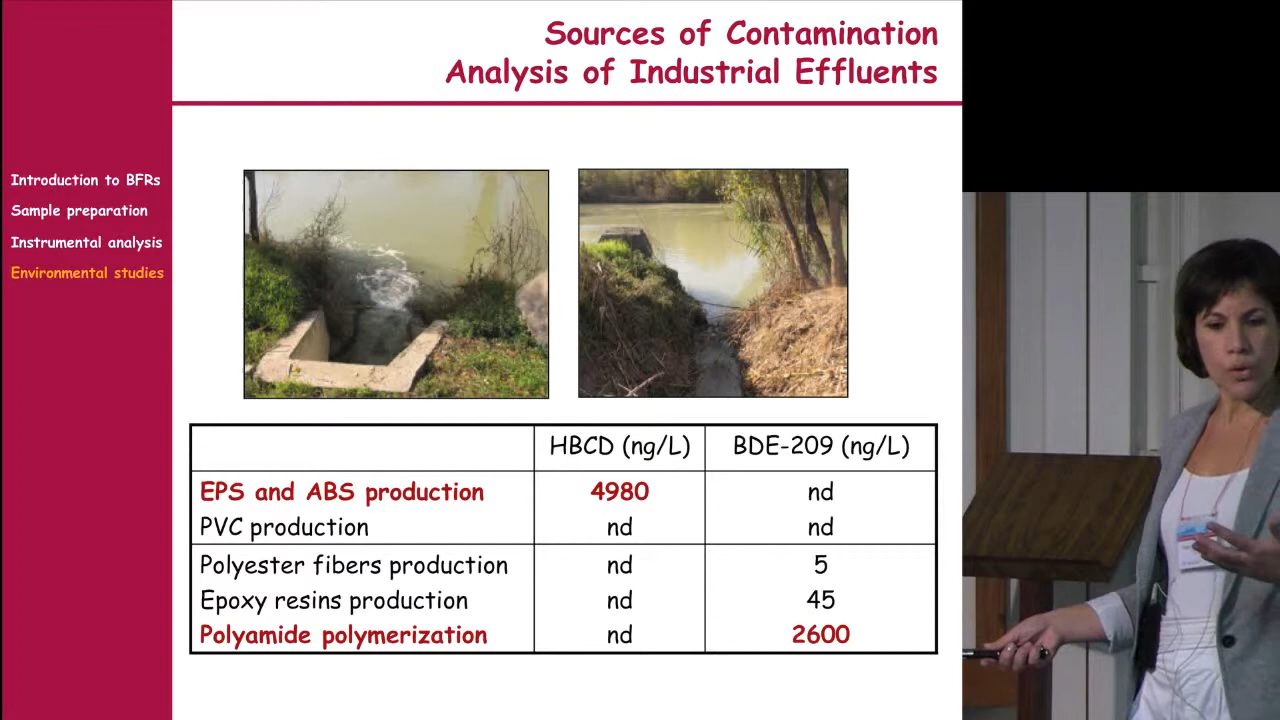 Sources of Contamination
Analysis of Industrial Effluents
Introduction to BFRs
Sample preparation
Instrumental analysis
Environmental studies
HBCD (ng/L) BDE-209 (ng/L)
EPS and ABS production 4980 nd
PVC production nd nd
Polyester fibers production nd 5
Epoxy resins production nd 45
Polyamide polymerization nd 2600